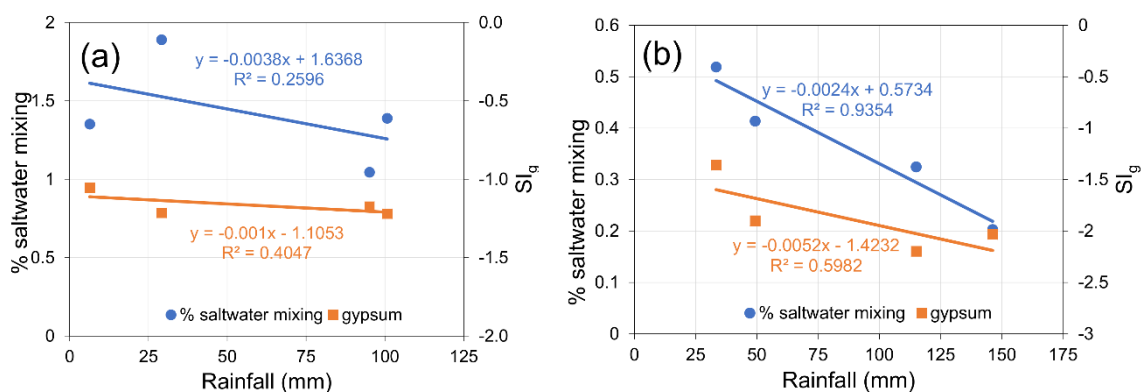 (a)
% saltwater mixing
2
1.5
1
0.5
0
y = -0.0038x + 1.6368
R² = 0.2596
y = -0.001x - 1.1053
R² = 0.4047
% saltwater mixing gypsum
0 25 50 75 100 125
Rainfall (mm)
0.0
-0.5
-1.0
-1.5
-2.0
SIg
(b)
% saltwater mixing
0.6
0.5
0.4
0.3
0.2
0.1
0
y = -0.0024x + 0.5734
R² = 0.9354
y = -0.0052x - 1.4232
R² = 0.5982
% saltwater mixing gypsum
0 25 50 75 100 125 150 175
Rainfall (mm)
0
-0.5
-1
-1.5
-2
-2.5
-3
SIg